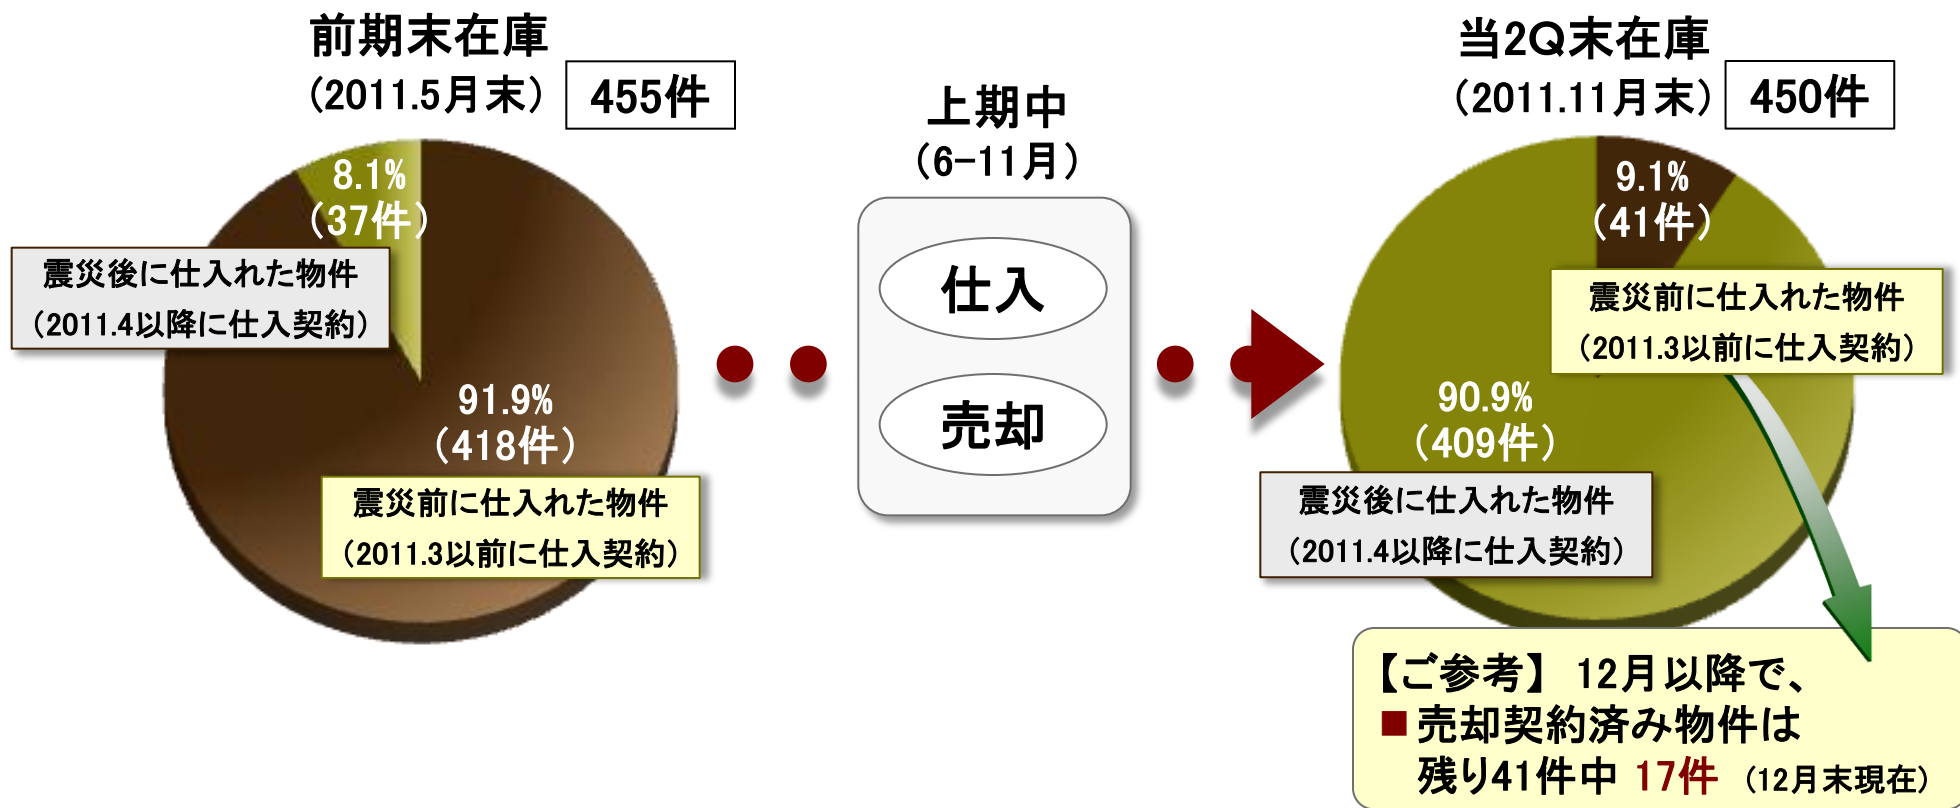 前期末在庫
（2011.5月末）
455件
8.1%
（37件）
震災後に仕入れた物件
（2011.4以降に仕入契約）
91.9%
（418件）
震災前に仕入れた物件
（2011.3以前に仕入契約）
上期中
（6-11月）
仕入
売却
当2Q末在庫
（2011.11月末）
450件
9.1%
（41件）
震災前に仕入れた物件
（2011.3以前に仕入契約）
90.9%
（409件）
震災後に仕入れた物件
（2011.4以降に仕入契約）
【ご参考】 12月以降で、
■売却契約済み物件は
残り41件中 17件 （12月末現在）